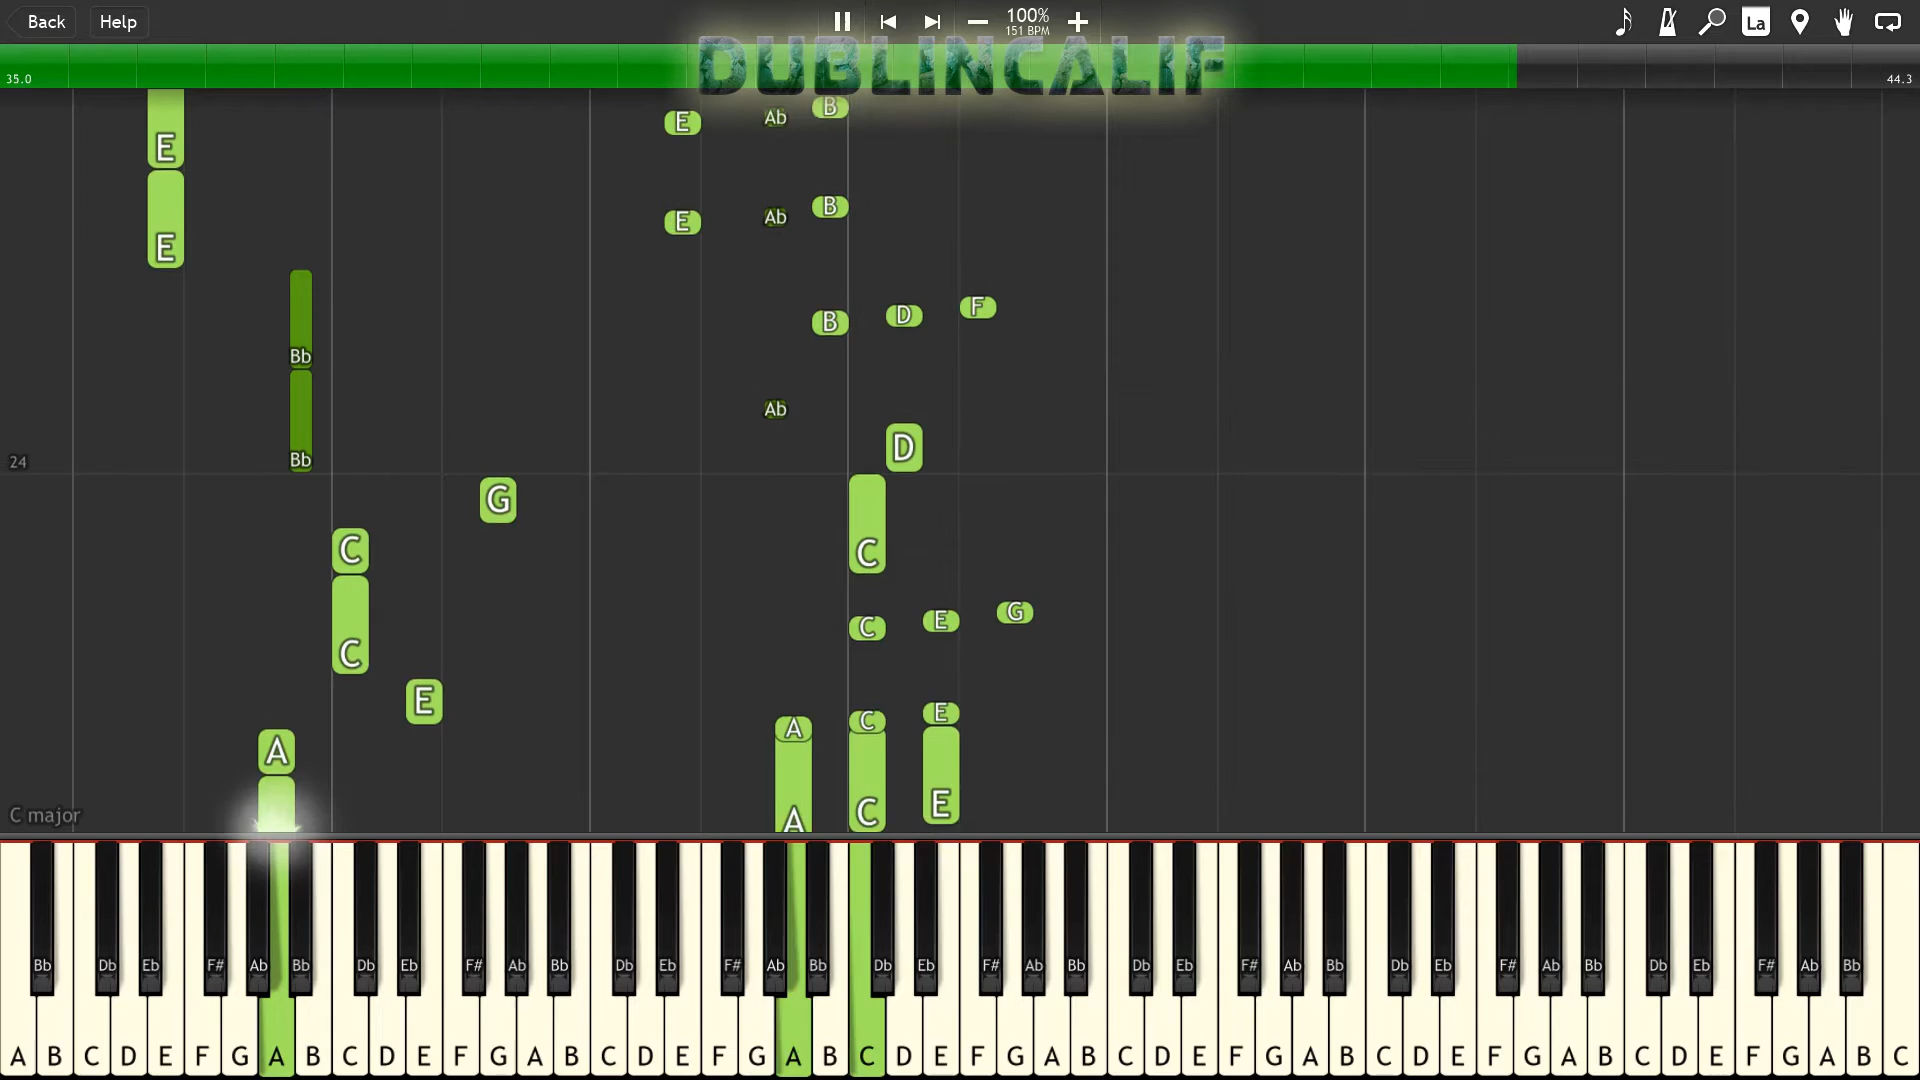 Back Help 100%
151 BPM La
DUBLINCALIF
35.0 44.3
B
E Ab
E
B
E Ab
E
F
B D
Bb
Ab
D
24 Bb
G
C C
G
C E
C
E
E
C
A
A
E
C
C major A
Bb Db Eb F# Ab Bb Db Eb F# Ab Bb Db Eb F# Ab Bb Db Eb F# Ab Bb Db Eb F# Ab Bb Db Eb F# Ab Bb Db Eb F# Ab Bb
A B C D E F G A B C D E F G A B C D E F G A B C D E F G A B C D E F G A B C D E F G A B C D E F G A B C